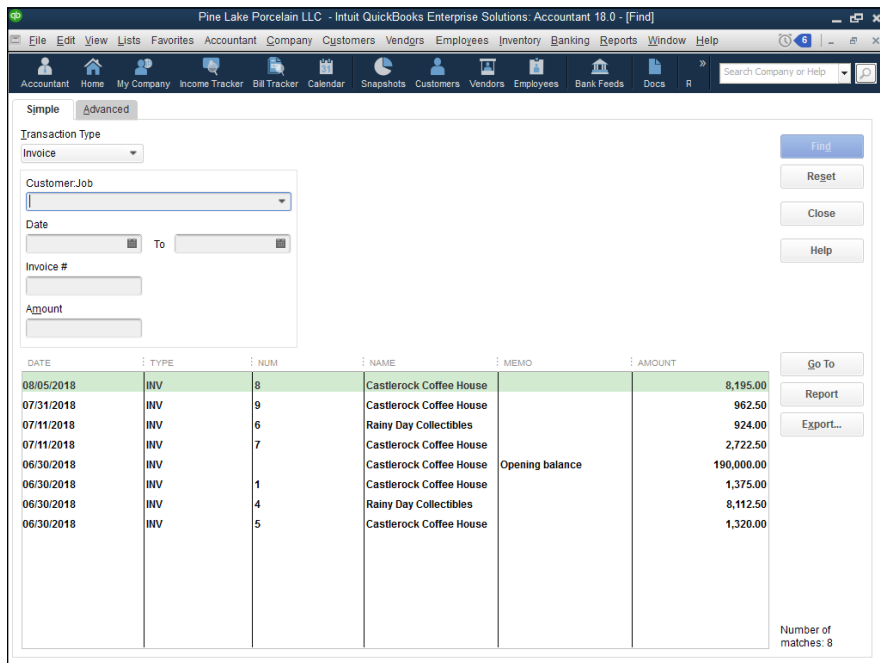 qb
Pine Lake Porcelain LLC - Intuit QuickBooks Enterprise Solutions: Accountant 18.0 - [Find]
File Edit View Lists Favorites Accountant Company Customers Vendors Employees Inventory Banking Reports Window Help 6
Accountant Home My Company Income Tracker Bill Tracker Calendar Snapshots Customers Vendors Employees Bank Feeds Docs R » Search Company or Help
Simple Advanced
Transaction Type
Invoice
Find
Customer:Job
Reset
Date
Close
To
Invoice #
Help
Amount
DATE TYPE NUM NAME MEMO AMOUNT
Go To
08/05/2018 INV 8 Castlerock Coffee House 8,195.00
Report
07/31/2018 INV 9 Castlerock Coffee House 962.50
07/11/2018 INV 6 Rainy Day Collectibles 924.00
Export...
07/11/2018 INV 7 Castlerock Coffee House 2,722.50
06/30/2018 INV Castlerock Coffee House Opening balance 190,000.00
06/30/2018 INV 1 Castlerock Coffee House 1,375.00
06/30/2018 INV 4 Rainy Day Collectibles 8,112.50
06/30/2018 INV 5 Castlerock Coffee House 1,320.00
Number of
matches: 8